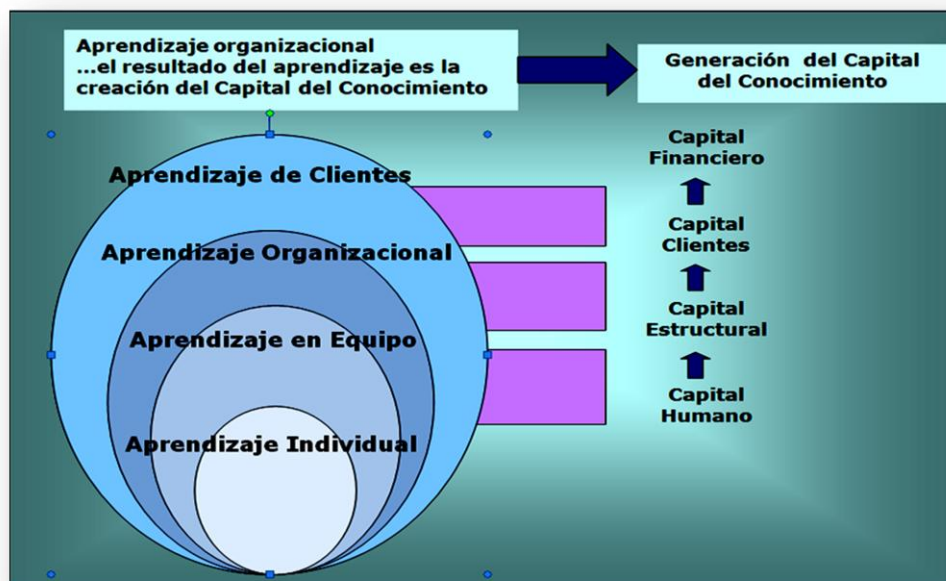 Aprendizaje organizacional
...el resultado del aprendizaje es la
creación del Capital del Conocimiento
Generación del Capital
del Conocimiento
Aprendizaje de Clientes
Aprendizaje Organizacional
Aprendizaje en Equipo
Aprendizaje Individual
Capital
Financiero
Capital
Clientes
Capital
Estructural
Capital
Humano